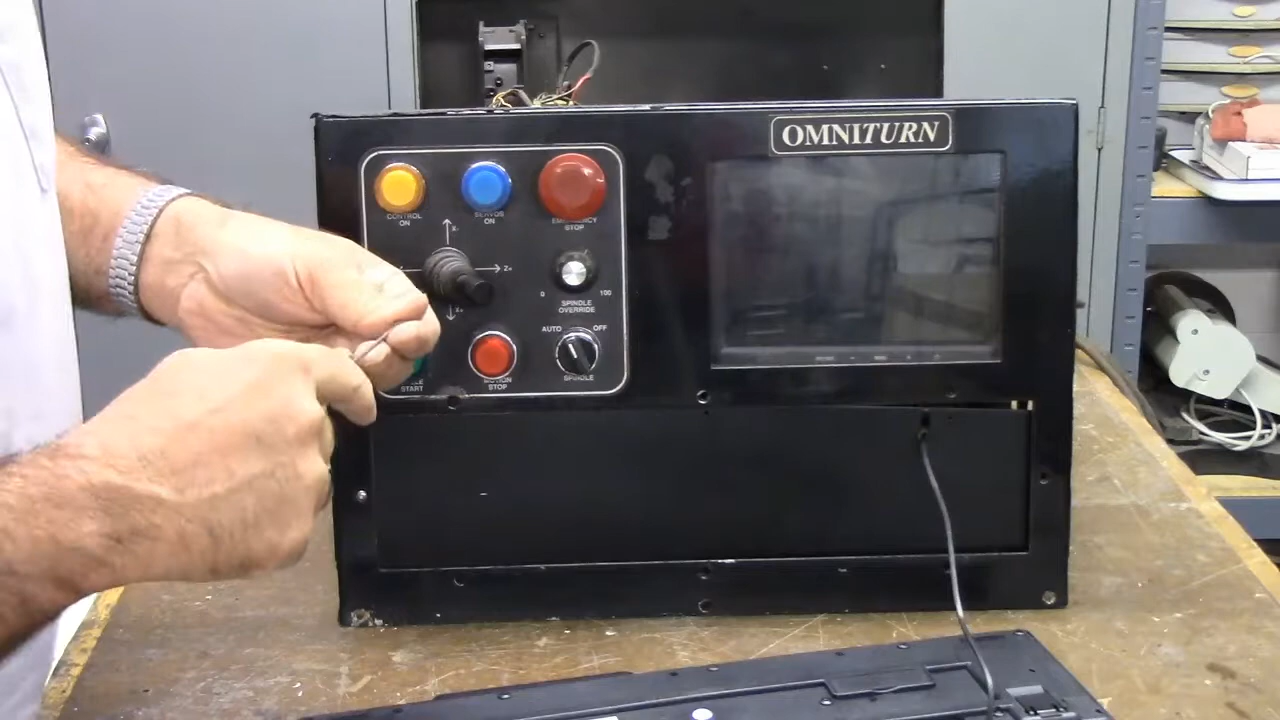 OMNITURN
CONTROL
ON
SERVOS
ON
EMERGENCY
STOP
X-
Z+
0
100
SPINDLE
OVERRIDE
AUTO
OFF
START
MOTION
STOP
SPINDLE